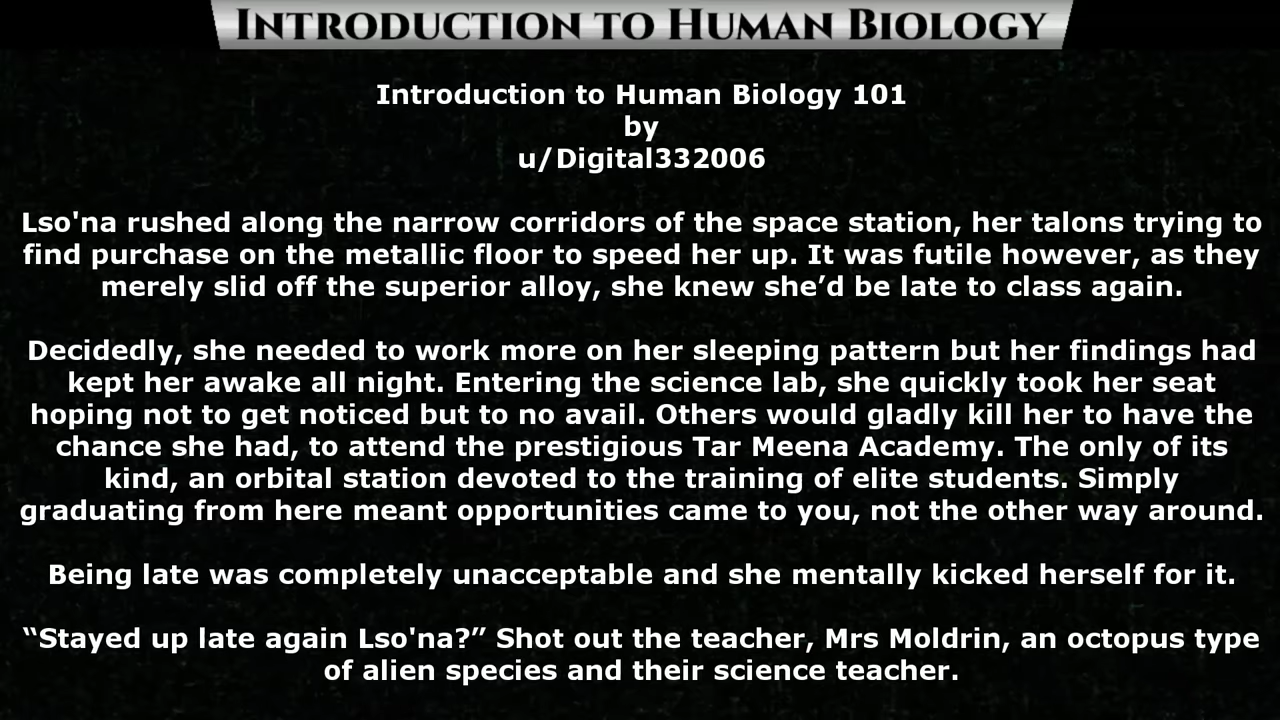 Introduction to Human Biology
Introduction to Human Biology 101
by
u/Digital332006
Lso'na rushed along the narrow corridors of the space station, her talons trying to
find purchase on the metallic floor to speed her up. It was futile however, as they
merely slid off the superior alloy, she knew she’d be late to class again.
Decidedly, she needed to work more on her sleeping pattern but her findings had
kept her awake all night. Entering the science lab, she quickly took her seat
hoping not to get noticed but to no avail. Others would gladly kill her to have the
chance she had, to attend the prestigious Tar Meena Academy. The only of its
kind, an orbital station devoted to the training of elite students. Simply
graduating from here meant opportunities came to you, not the other way around.
Being late was completely unacceptable and she mentally kicked herself for it.
“Stayed up late again Lso'na?” Shot out the teacher, Mrs Moldrin, an octopus type
of alien species and their science teacher.